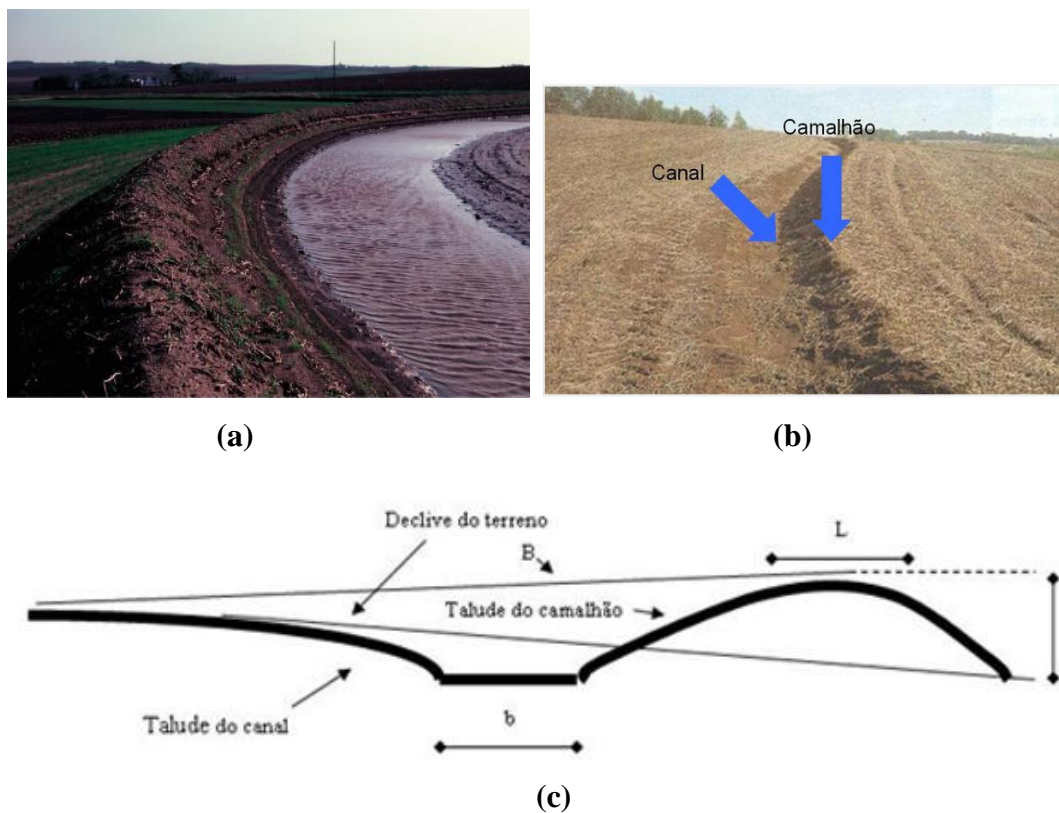 Camalhão
Canal
(a)
(b)
Declive do terreno
B
L
Talude do camalhão
Talude do canal
b
(c)